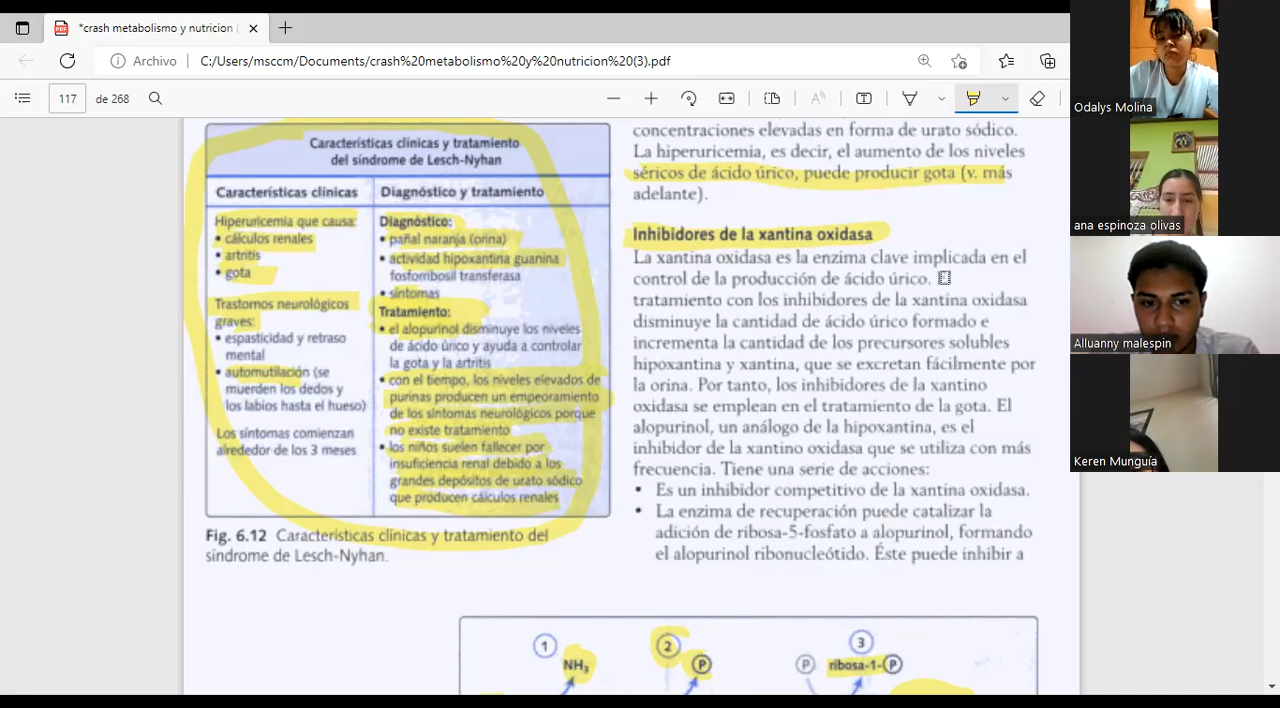 *crash metabolismo y nutricion
Archivo
C:/Users/msccm/Documents/crash%20metabolismo%20y%20nutricion%20(3).pdf
117
de 268
Características clínicas y tratamiento
del síndrome de Lesch-Nyhan
Características clínicas
Diagnóstico y tratamiento
Hiperuricemia que causa:
• cálculos renales
• artritis
• gota
Trastornos neurológicos
graves:
• espasticidad y retraso
mental
• automutilación (se
muerden los dedos y
los labios hasta el hueso)
Los síntomas comienzan
alrededor de los 3 meses
Diagnóstico:
• pañal naranja (orina)
• actividad hipoxantina guanina
fosforribosil transferasa
• síntomas
Tratamiento:
• el alopurinol disminuye los niveles
de ácido úrico y ayuda a controlar
la gota y la artritis
• con el tiempo, los niveles elevados de
purinas producen un empeoramiento
de los síntomas neurológicos porque
no existe tratamiento
• los niños suelen fallecer por
insuficiencia renal debido a los
grandes depósitos de urato sódico
que producen cálculos renales
Fig. 6.12 Características clínicas y tratamiento del
síndrome de Lesch-Nyhan.
concentraciones elevadas en forma de urato sódico.
La hiperuricemia, es decir, el aumento de los niveles
séricos de ácido úrico, puede producir gota (v. más
adelante).
Inhibidores de la xantina oxidasa
La xantina oxidasa es la enzima clave implicada en el
control de la producción de ácido úrico.
tratamiento con los inhibidores de la xantina oxidasa
disminuye la cantidad de ácido úrico formado e
incrementa la cantidad de los precursores solubles
hipoxantina y xantina, que se excretan fácilmente por
la orina. Por tanto, los inhibidores de la xantino
oxidasa se emplean en el tratamiento de la gota. El
alopurinol, un análogo de la hipoxantina, es el
inhibidor de la xantino oxidasa que se utiliza con más
frecuencia. Tiene una serie de acciones:
• Es un inhibidor competitivo de la xantina oxidasa.
• La enzima de recuperación puede catalizar la
adición de ribosa-5-fosfato a alopurinol, formando
el alopurinol ribonucleótido. Éste puede inhibir a
1
2
3
NH₃
P
P
ribosa-1-P
Odalys Molina
ana espinoza olivas
Alluanny malespin
Keren Munguía